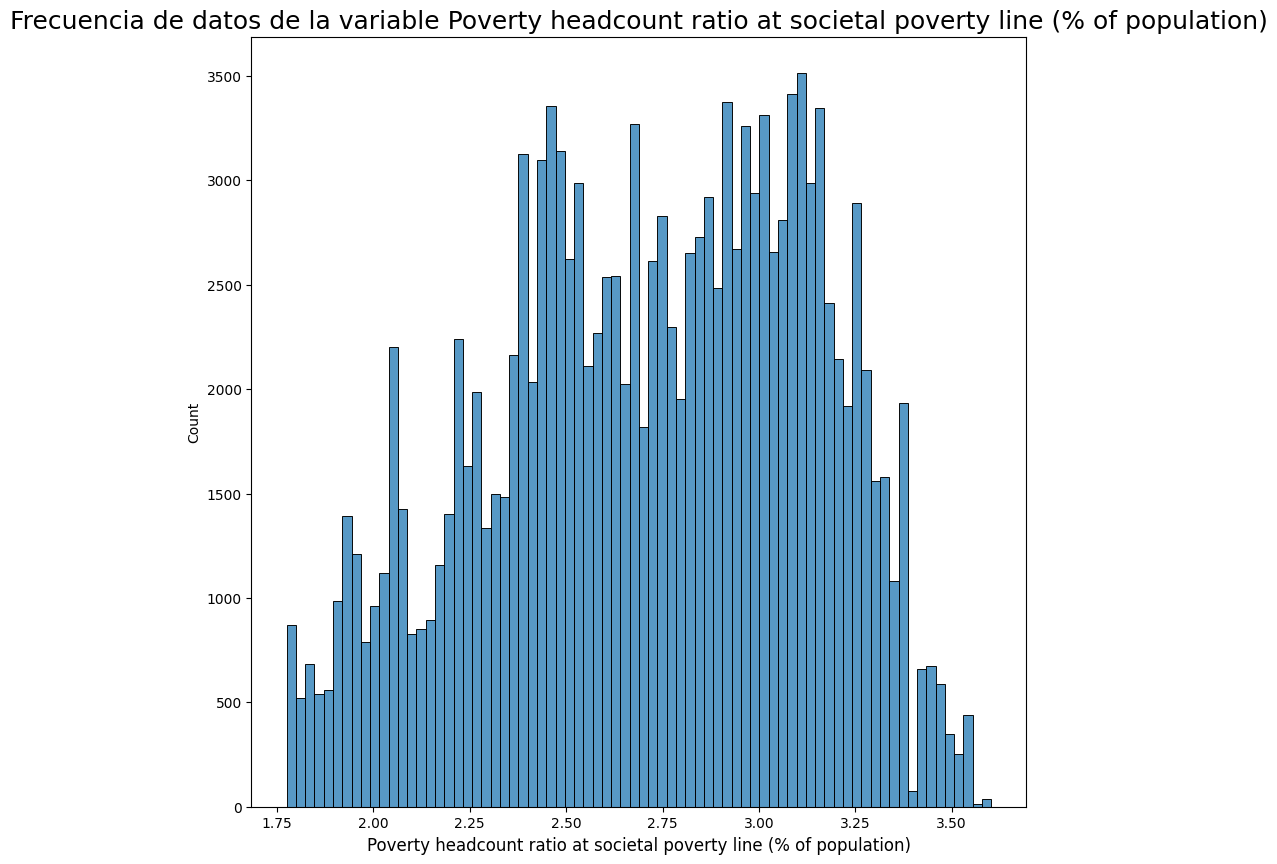 Frecuencia de datos de la variable Poverty headcount ratio at societal poverty line (% of population)
3500
3000
2500
2000
1500
1000
500
0
Count
1.75 2.00 2.25 2.50 2.75 3.00 3.25 3.50
Poverty headcount ratio at societal poverty line (% of population)